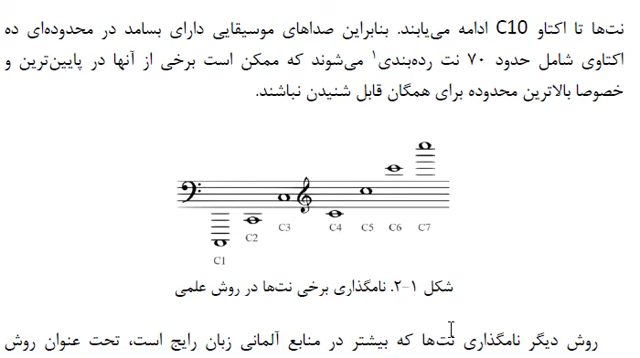 نت‌ها تا اکتاو C10 ادامه می‌یابند. بنابراین صداهای موسیقایی دارای بسامد در محدوده‌ای ده
اکتاوی شامل حدود ۷۰ نت رده‌بندی۱ می‌شوند که ممکن است برخی از آنها در پایین‌ترین و
خصوصا بالاترین محدوده برای همگان قابل شنیدن نباشند.
C1 C2 C3 C4 C5 C6 C7
شکل ۱-۲. نامگذاری برخی نت‌ها در روش علمی
روش دیگر نامگذاری نت‌ها که بیشتر در منابع آلمانی زبان رایج است، تحت عنوان روش